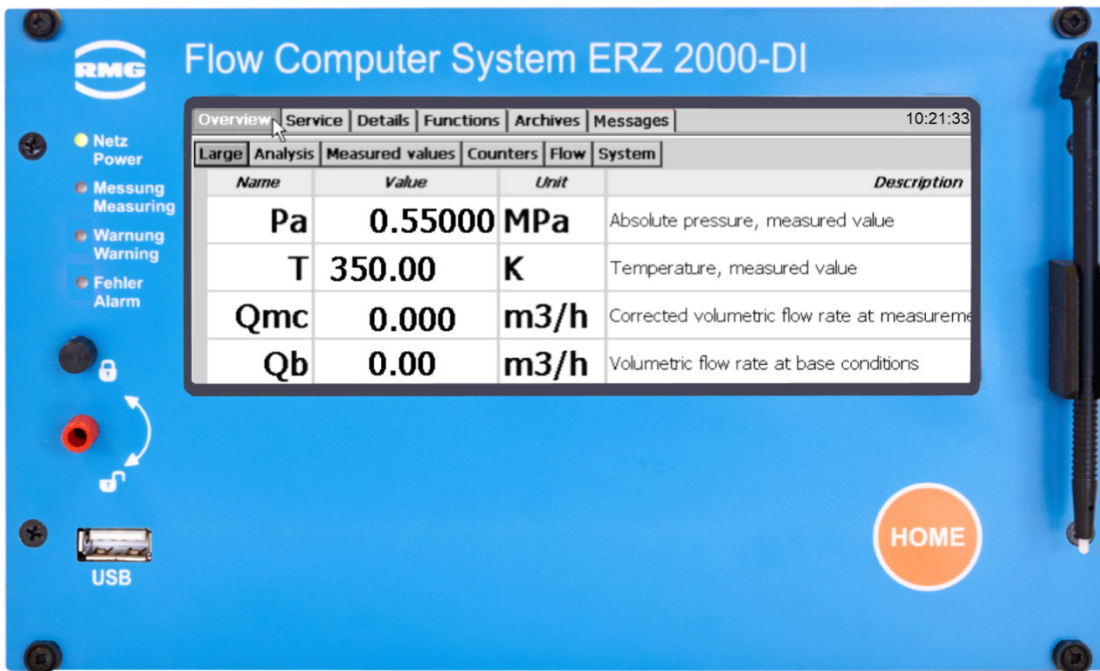 RMG
Flow Computer System ERZ 2000-DI
Overview Service Details Functions Archives Messages 10:21:33
Large Analysis Measured values Counters Flow System
Name Value Unit Description
Pa 0.55000 MPa Absolute pressure, measured value
T 350.00 K Temperature, measured value
Qmc 0.000 m3/h Corrected volumetric flow rate at measureme
Qb 0.00 m3/h Volumetric flow rate at base conditions
Netz
Power
Messung
Measuring
Warnung
Warning
Fehler
Alarm
USB
HOME